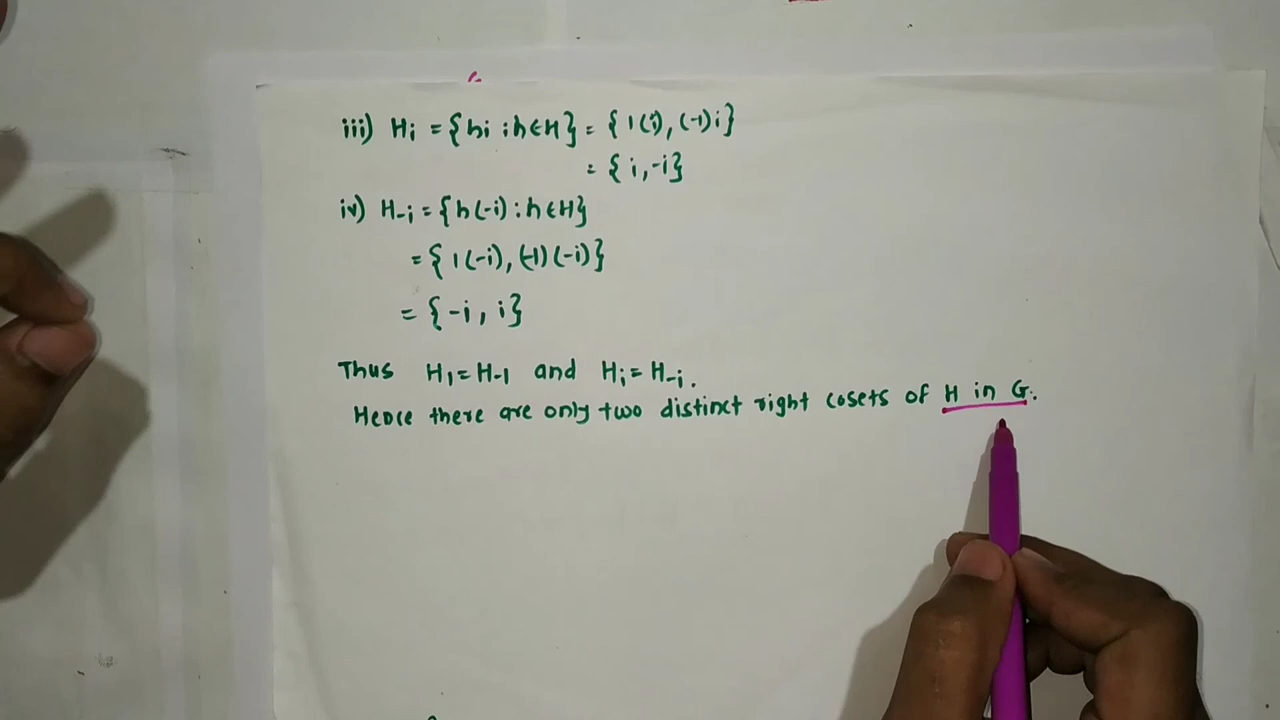 iii) Hi = {hi : h∈H} = {1(i), (-1)i}
= {i, -i}
iv) H-i = {h(-i) : h∈H}
= {1(-i), (-1)(-i)}
= {-i, i}
Thus H1 = H-1 and Hi = H-i.
Hence there are only two distinct right cosets of H in G.